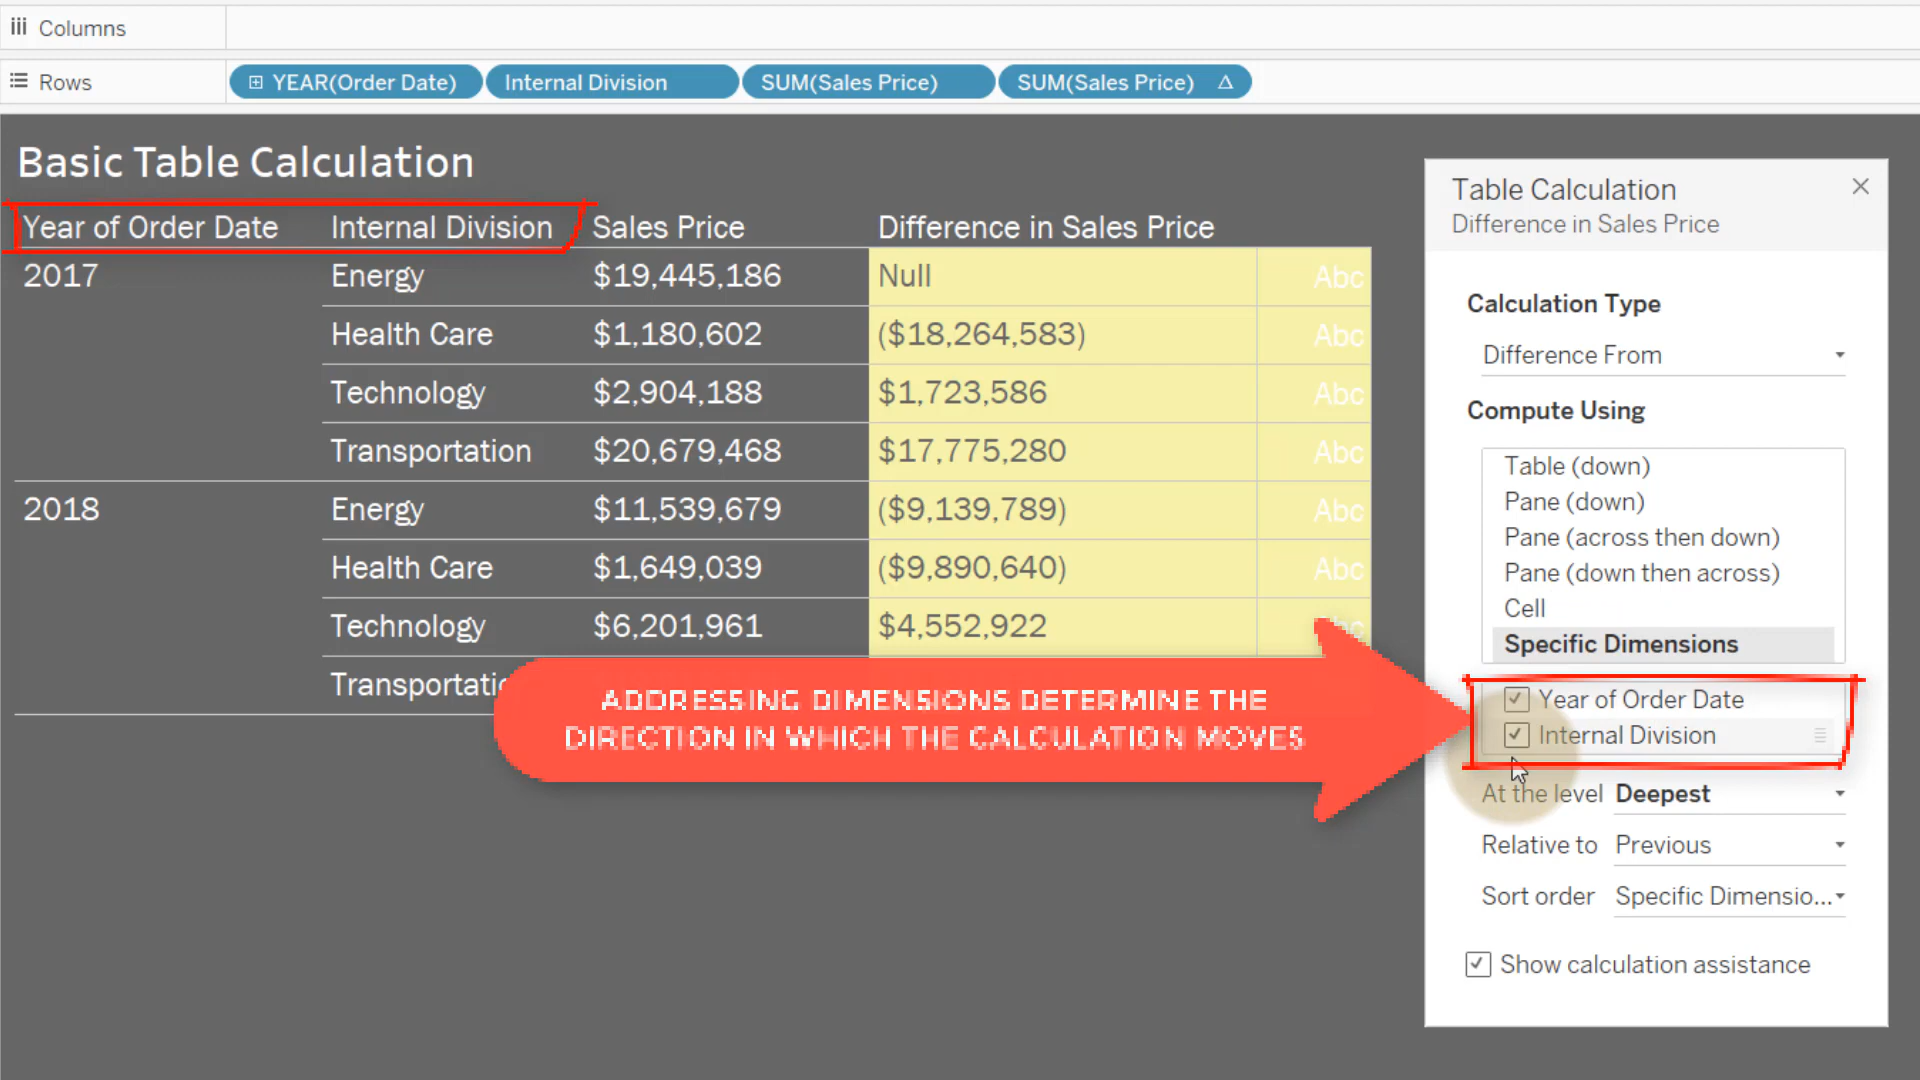 Columns
Rows
YEAR(Order Date) Internal Division SUM(Sales Price) SUM(Sales Price) Δ
Basic Table Calculation
Year of Order Date Internal Division Sales Price Difference in Sales Price
2017 Energy $19,445,186 Null Abc
Health Care $1,180,602 ($18,264,583) Abc
Technology $2,904,188 $1,723,586 Abc
Transportation $20,679,468 $17,775,280 Abc
2018 Energy $11,539,679 ($9,139,789) Abc
Health Care $1,649,039 ($9,890,640) Abc
Technology $6,201,961 $4,552,922
ADDRESSING DIMENSIONS DETERMINE THE
DIRECTION IN WHICH THE CALCULATION MOVES
Table Calculation
Difference in Sales Price
Calculation Type
Difference From
Compute Using
Table (down)
Pane (down)
Pane (across then down)
Pane (down then across)
Cell
Specific Dimensions
Year of Order Date
Internal Division
At the level Deepest
Relative to Previous
Sort order Specific Dimensio...
Show calculation assistance